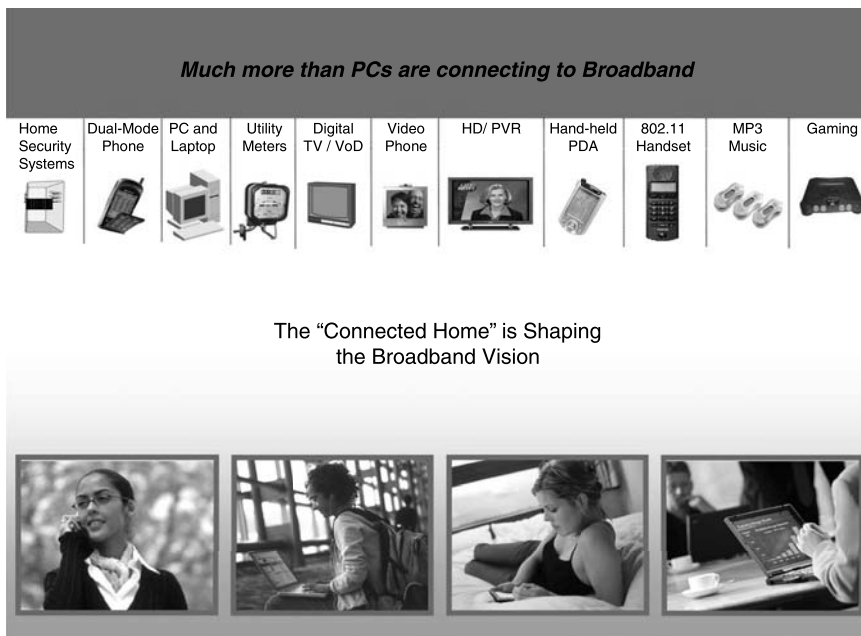 Much more than PCs are connecting to Broadband
Home
Security
Systems
Dual-Mode
Phone
PC and
Laptop
Utility
Meters
Digital
TV / VoD
Video
Phone
HD/ PVR
Hand-held
PDA
802.11
Handset
MP3
Music
Gaming
The “Connected Home” is Shaping
the Broadband Vision